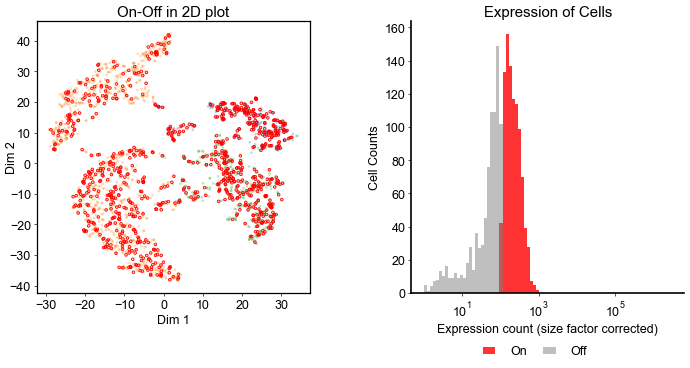 On-Off in 2D plot
40
30
20
10
0
−10
−20
−30
−40
Dim 2
−30 −20 −10 0 10 20 30
Dim 1
Expression of Cells
160
140
120
100
80
60
40
20
0
Cell Counts
10^1 10^3 10^5
Expression count (size factor corrected)
On Off